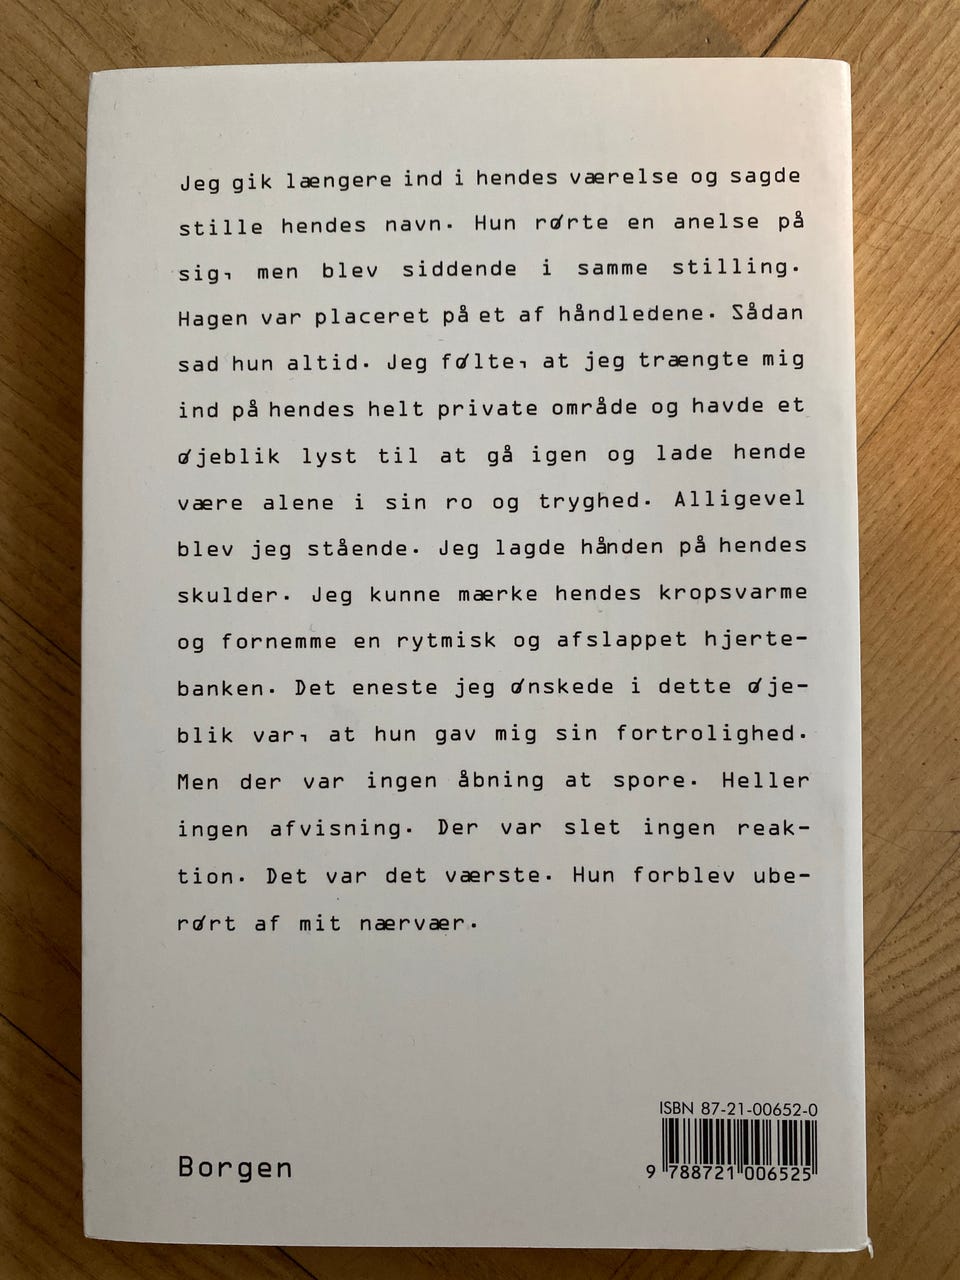 Jeg gik længere ind i hendes værelse og sagde
stille hendes navn. Hun rørte en anelse på
sig, men blev siddende i samme stilling.
Hagen var placeret på et af håndledene. Sådan
sad hun altid. Jeg følte, at jeg trængte mig
ind på hendes helt private område og havde et
øjeblik lyst til at gå igen og lade hende
være alene i sin ro og tryghed. Alligevel
blev jeg stående. Jeg lagde hånden på hendes
skulder. Jeg kunne mærke hendes kropsvarme
og fornemme en rytmisk og afslappet hjerte-
banken. Det eneste jeg ønskede i dette øje-
blik var, at hun gav mig sin fortrolighed.
Men der var ingen åbning at spore. Heller
ingen afvisning. Der var slet ingen reak-
tion. Det var det værste. Hun forblev ube-
rørt af mit nærvær.
ISBN 87-21-00652-0
Borgen
9 788721 006525